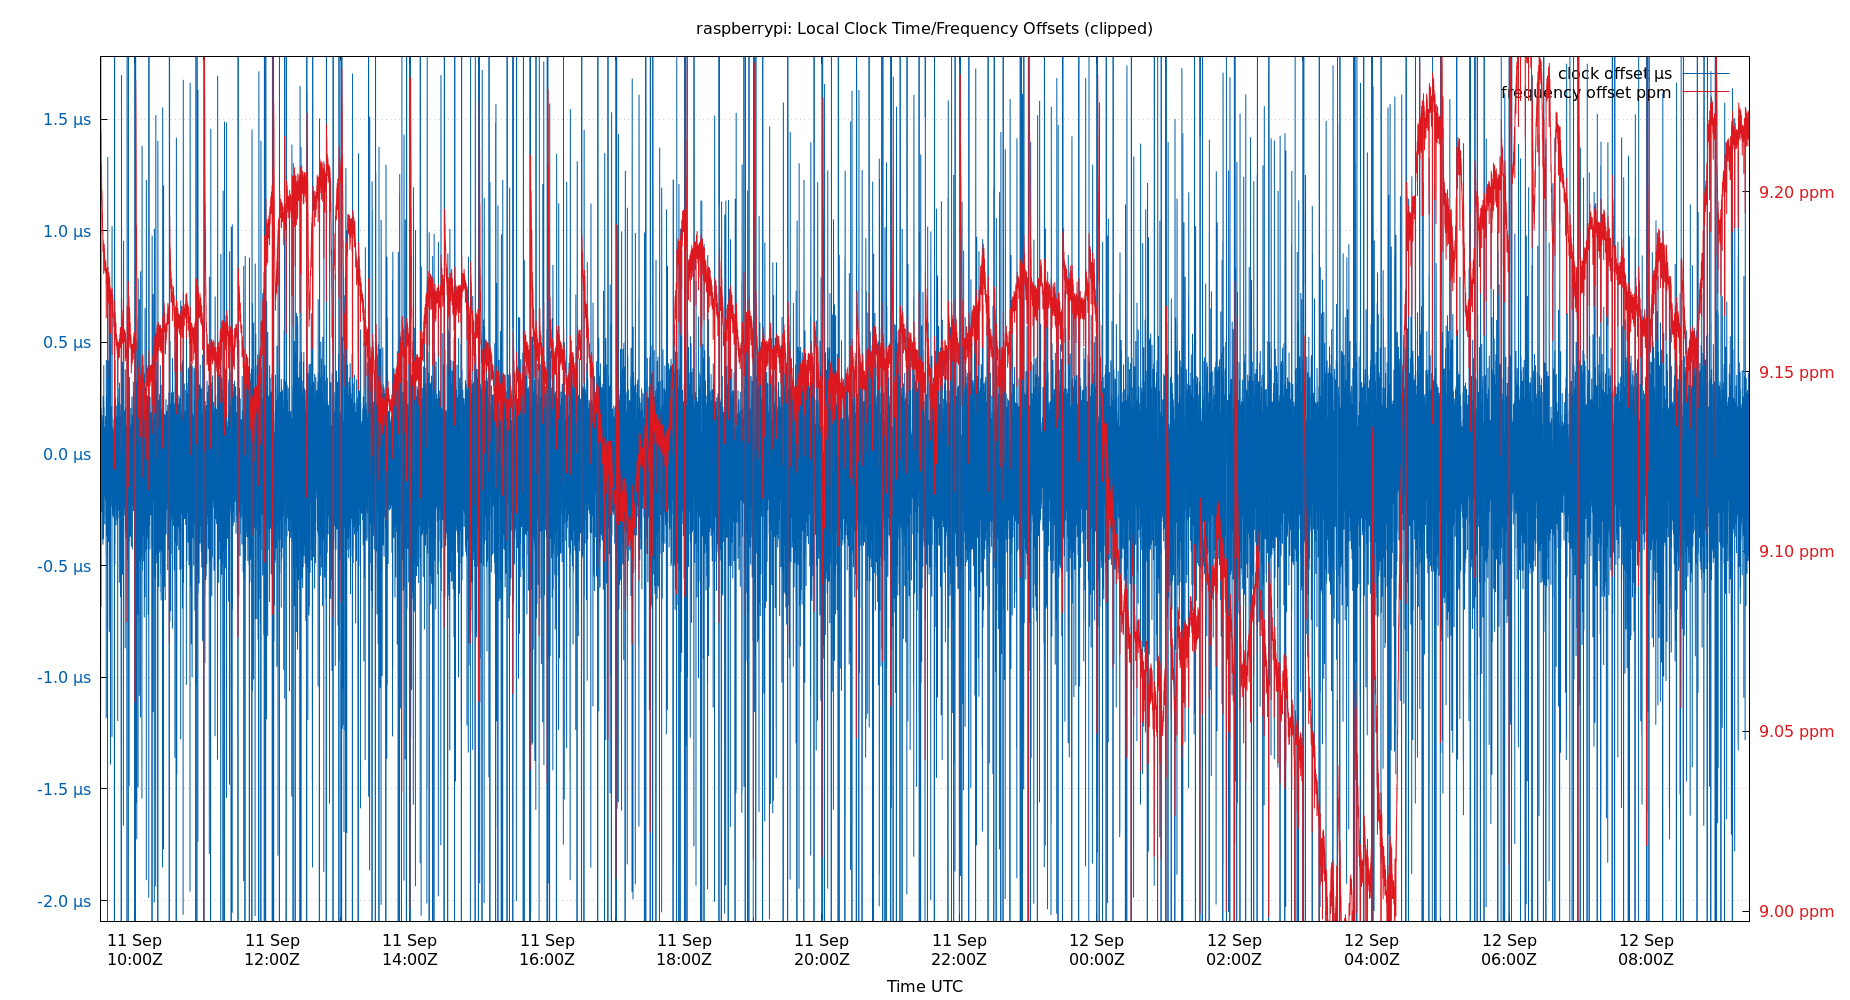 raspberrypi: Local Clock Time/Frequency Offsets (clipped)
clock offset µs
frequency offset ppm
1.5 µs
1.0 µs
0.5 µs
0.0 µs
-0.5 µs
-1.0 µs
-1.5 µs
-2.0 µs
9.20 ppm
9.15 ppm
9.10 ppm
9.05 ppm
9.00 ppm
11 Sep 11 Sep 11 Sep 11 Sep 11 Sep 11 Sep 11 Sep 12 Sep 12 Sep 12 Sep 12 Sep 12 Sep
10:00Z 12:00Z 14:00Z 16:00Z 18:00Z 20:00Z 22:00Z 00:00Z 02:00Z 04:00Z 06:00Z 08:00Z
Time UTC